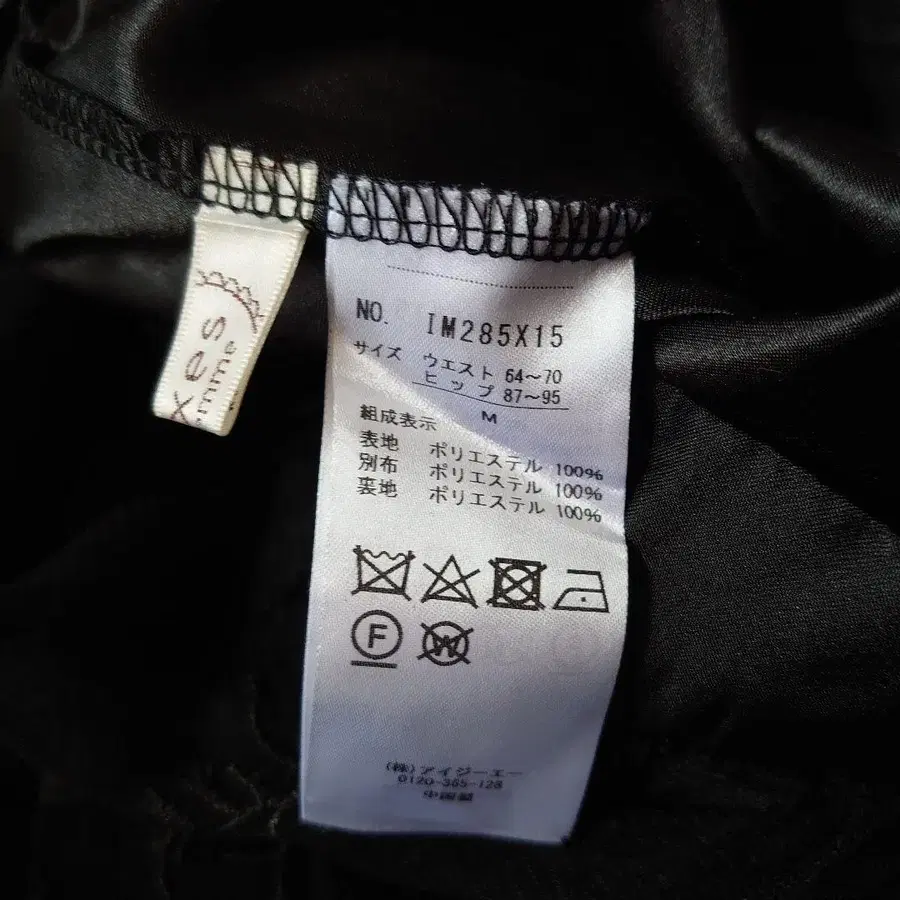 xes
mme
NO. IM285X15
サイズ ウエスト 64〜70
ヒップ 87〜95
M
組成表示
表地 ポリエステル 100%
別布 ポリエステル 100%
裏地 ポリエステル 100%
F
W
(株)アイジーエー
0120-385-128
中国製